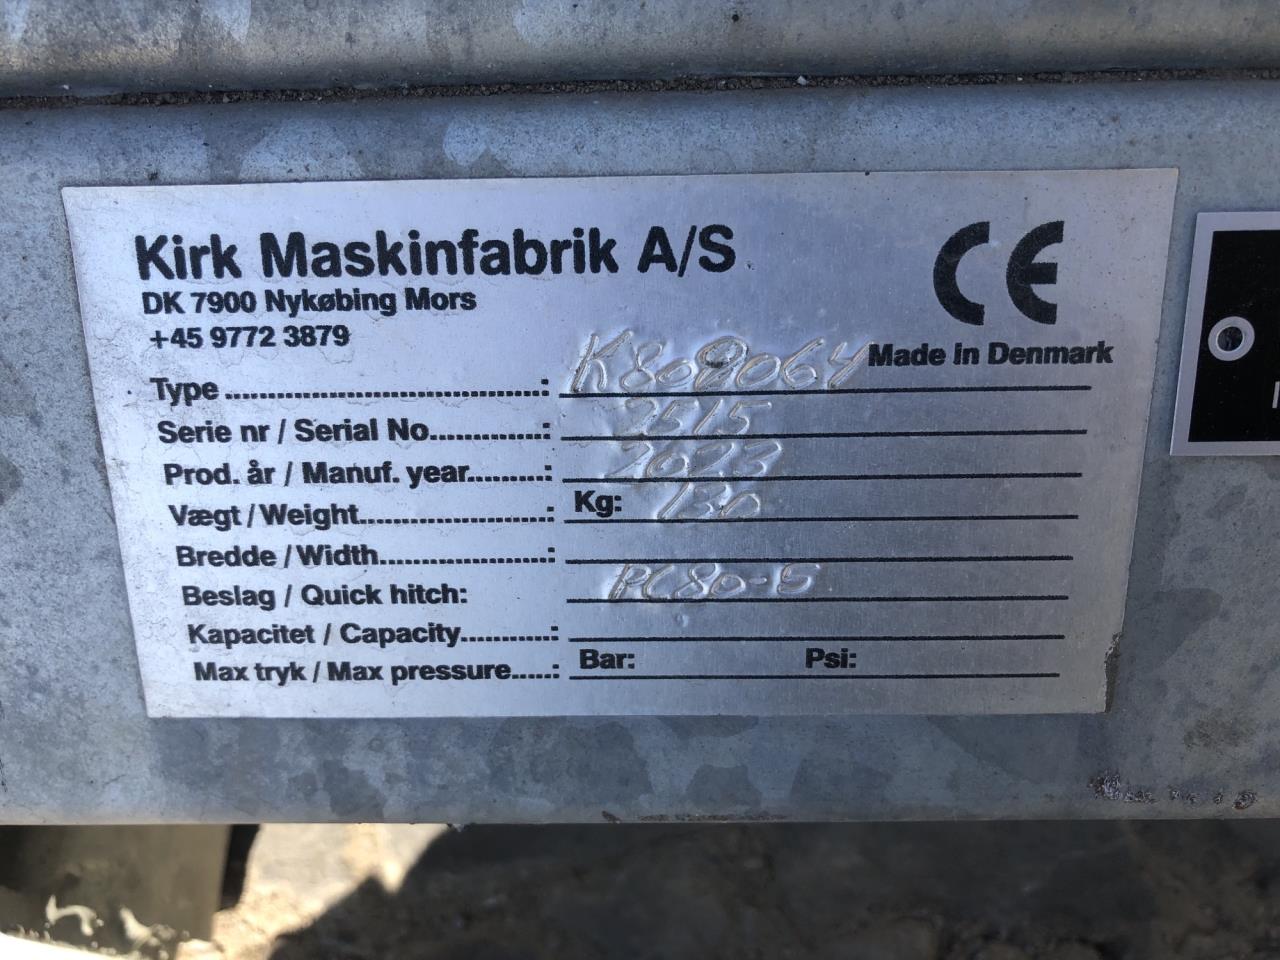 Kirk Maskinfabrik A/S
DK 7900 Nykøbing Mors
+45 9772 3879
CE
Made in Denmark
Type ................................: K809064
Serie nr / Serial No.............: 2515
Prod. år / Manuf. year.........: 2023
Vægt / Weight......................: Kg: 130
Bredde / Width....................:
Beslag / Quick hitch: PC80-5
Kapacitet / Capacity...........:
Max tryk / Max pressure.....: Bar: Psi: